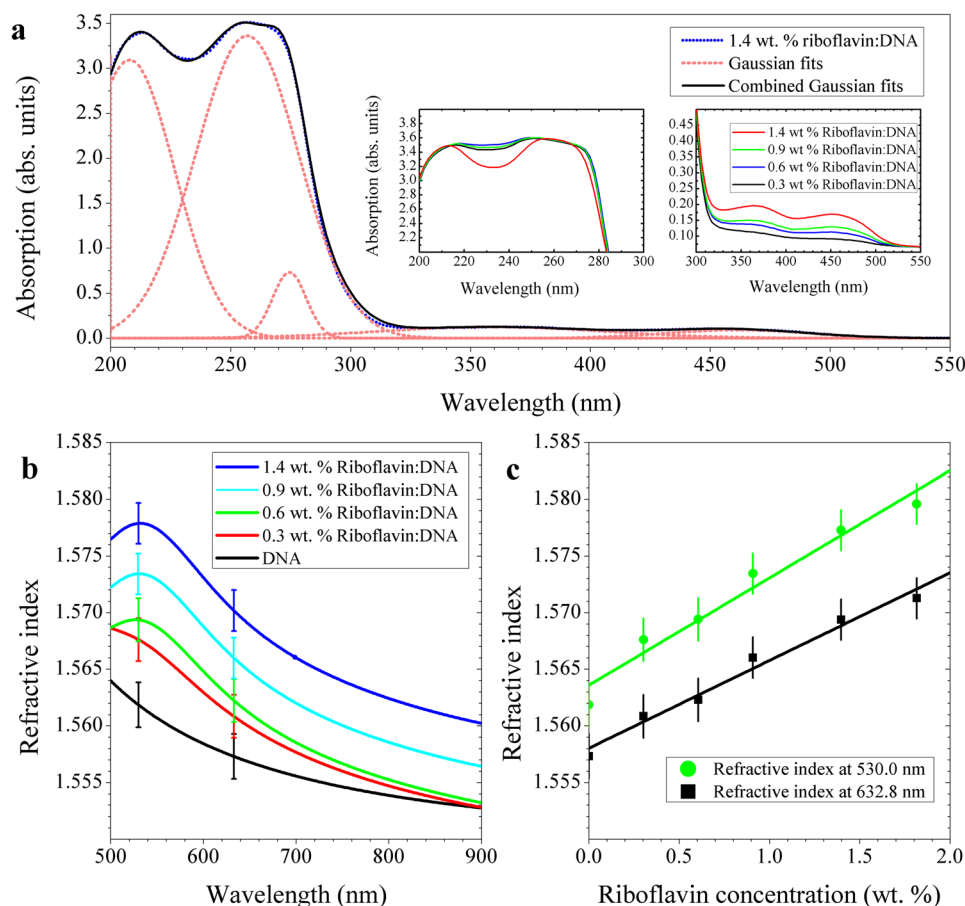 a
3.5
3.0
2.5
2.0
1.5
1.0
0.5
0.0
Absorption (abs. units)
200 250 300 350 400 450 500 550
Wavelength (nm)
1.4 wt. % riboflavin:DNA
Gaussian fits
Combined Gaussian fits
3.8
3.6
3.4
3.2
3.0
2.8
2.6
2.4
2.2
Absorption (abs. units)
200 220 240 260 280 300
Wavelength (nm)
0.45
0.40
0.35
0.30
0.25
0.20
0.15
0.10
300 350 400 450 500 550
Wavelength (nm)
1.4 wt % Riboflavin:DNA
0.9 wt % Riboflavin:DNA
0.6 wt % Riboflavin:DNA
0.3 wt % Riboflavin:DNA
b
1.585
1.580
1.575
1.570
1.565
1.560
1.555
Refractive index
500 600 700 800 900
Wavelength (nm)
1.4 wt. % Riboflavin:DNA
0.9 wt. % Riboflavin:DNA
0.6 wt. % Riboflavin:DNA
0.3 wt. % Riboflavin:DNA
DNA
c
1.585
1.580
1.575
1.570
1.565
1.560
1.555
Refractive index
0.0 0.5 1.0 1.5 2.0
Riboflavin concentration (wt. %)
Refractive index at 530.0 nm
Refractive index at 632.8 nm